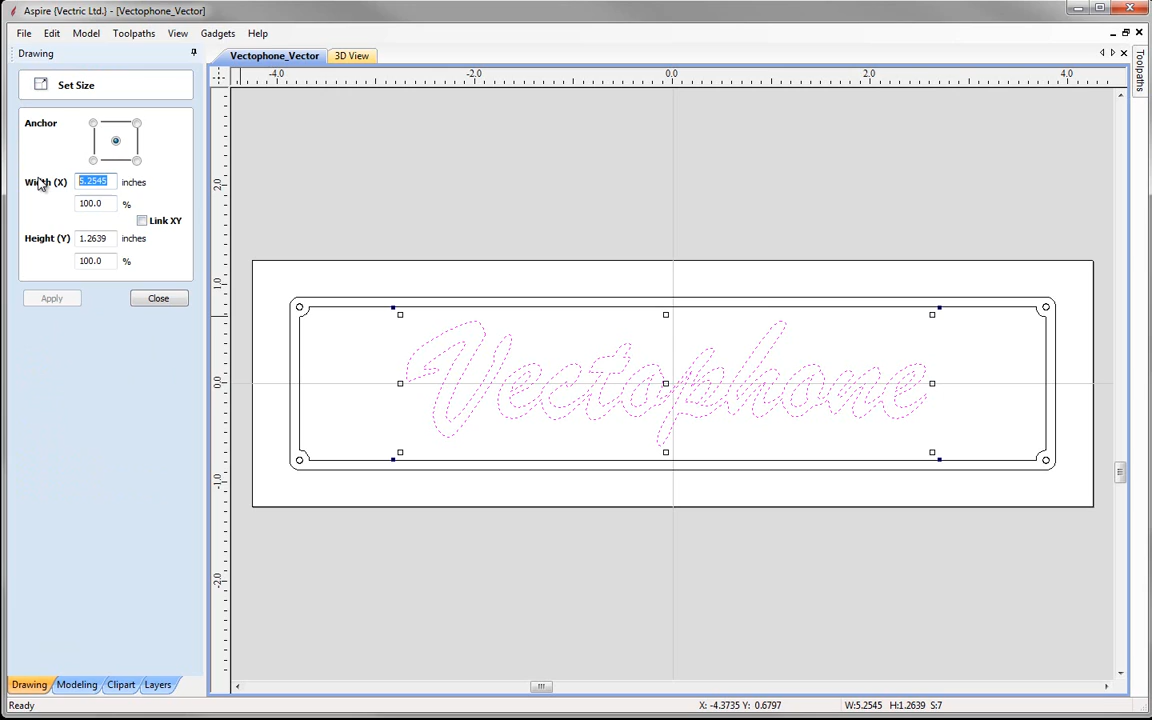 Aspire {Vectric Ltd.} - [Vectophone_Vector]
File Edit Model Toolpaths View Gadgets Help
Drawing
Vectophone_Vector 3D View
Set Size
Toolpaths
-4.0 -2.0 0.0 2.0 4.0
Anchor
Width (X) 5.2545 inches
100.0 %
Link XY
Height (Y) 1.2639 inches
100.0 %
Apply Close
2.0
1.0
0.0
-1.0
-2.0
Vectophone
Drawing Modeling Clipart Layers
Ready X: -4.3735 Y: 0.6797 W:5.2545 H:1.2639 S:7